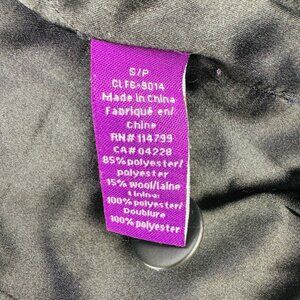 S/P
CLF6-9014
Made in China
Fabriqué en/
Chine
RN# 114799
CA# 04228
85% polyester/
polyester
15% wool/laine
Lining:
100% polyester/
Doublure
100% polyester